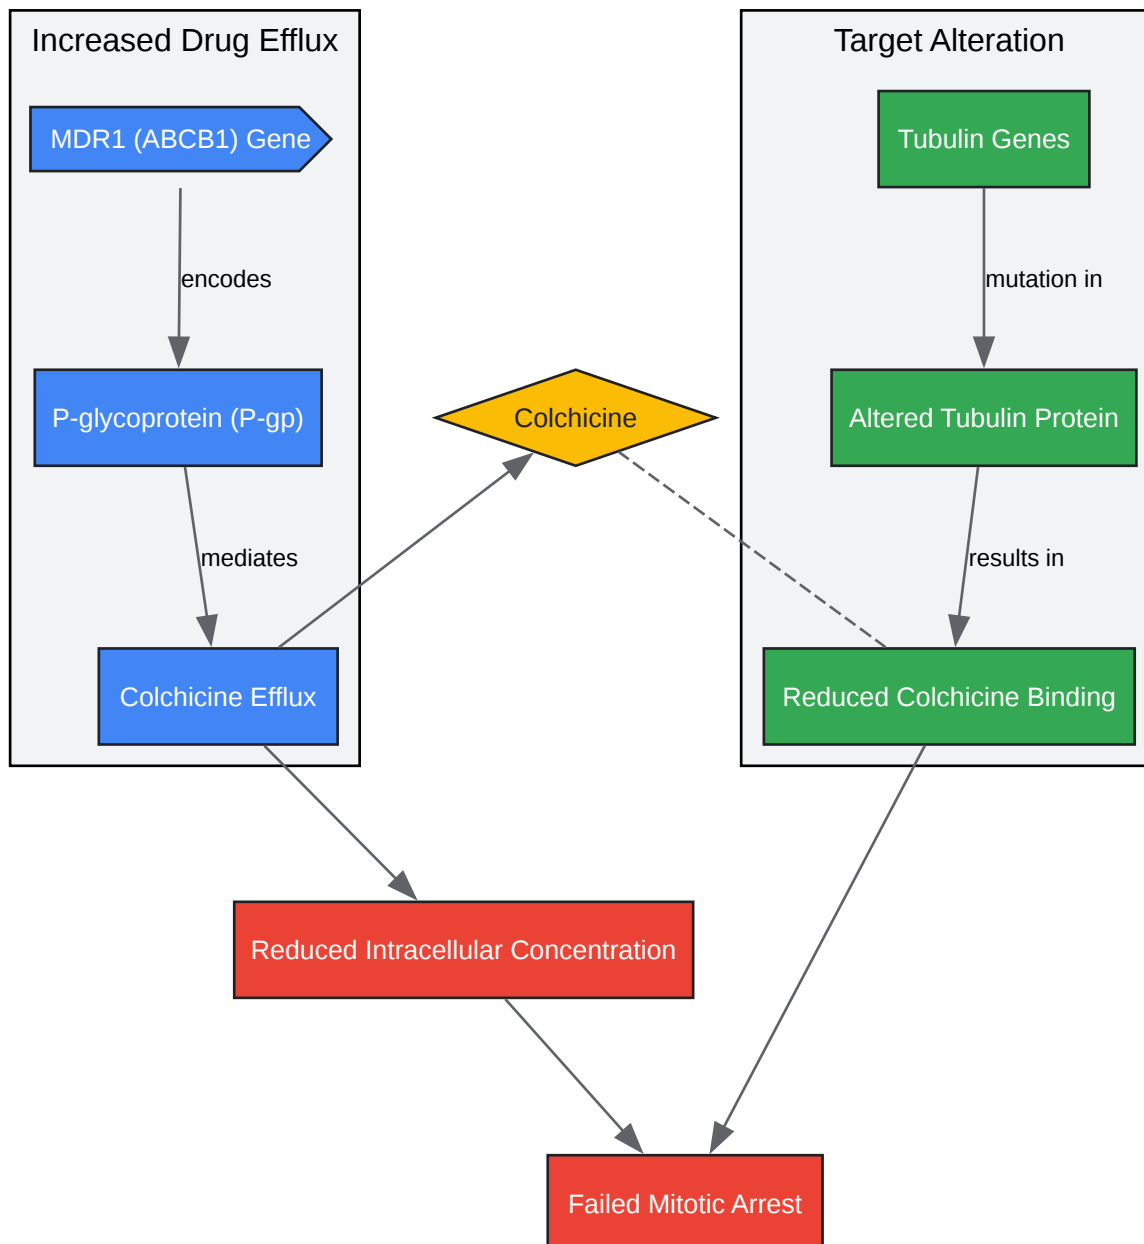 Increased Drug Efflux
Target Alteration
MDR1 (ABCB1) Gene
Tubulin Genes
encodes
mutation in
P-glycoprotein (P-gp)
Colchicine
Altered Tubulin Protein
mediates
results in
Colchicine Efflux
Reduced Colchicine Binding
Reduced Intracellular Concentration
Failed Mitotic Arrest